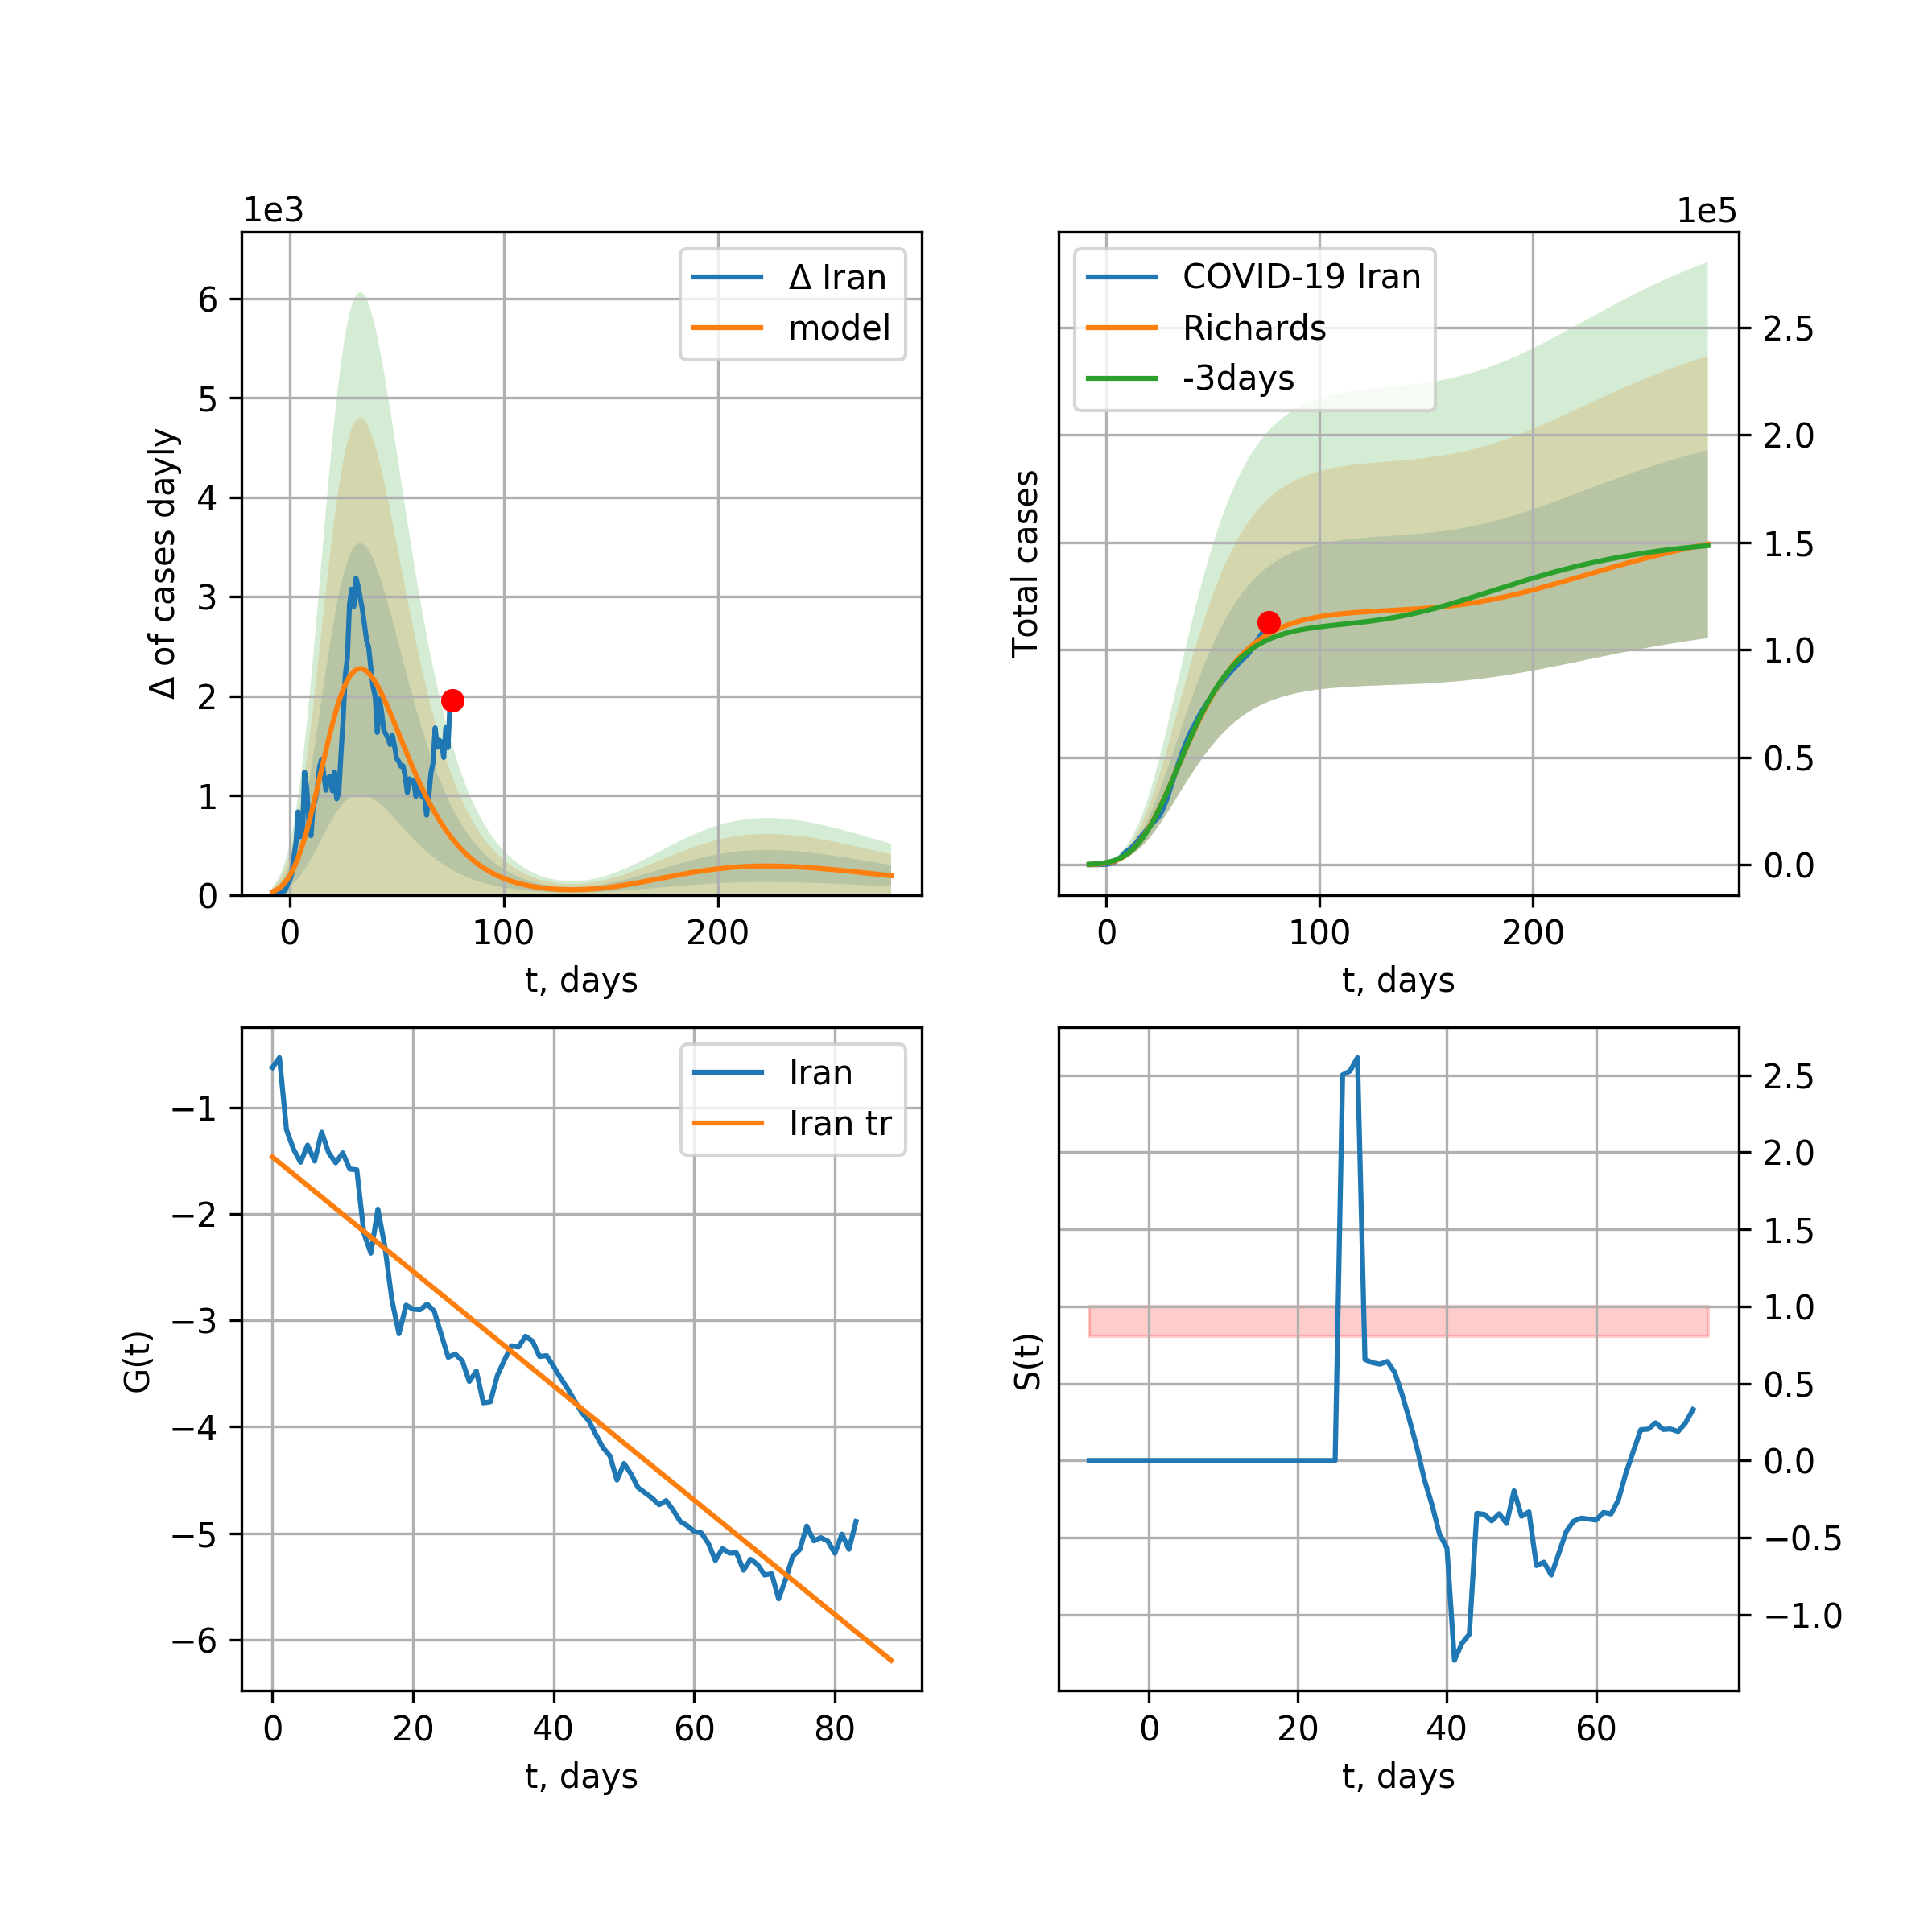 1e3
Δ of cases dayly
6
5
4
3
2
1
0
0 100 200
t, days
Δ Iran
model
1e5
Total cases
2.5
2.0
1.5
1.0
0.5
0.0
0 100 200
t, days
COVID-19 Iran
Richards
-3days
G(t)
−1
−2
−3
−4
−5
−6
0 20 40 60 80
t, days
Iran
Iran tr
S(t)
2.5
2.0
1.5
1.0
0.5
0.0
−0.5
−1.0
0 20 40 60
t, days